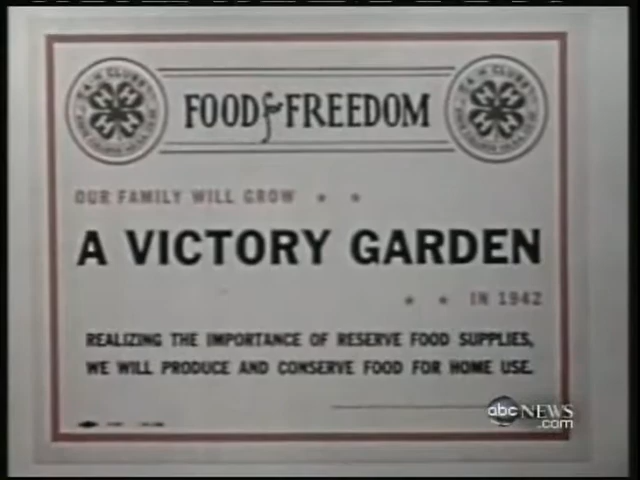 FOOD for FREEDOM
OUR FAMILY WILL GROW
A VICTORY GARDEN
IN 1942
REALIZING THE IMPORTANCE OF RESERVE FOOD SUPPLIES,
WE WILL PRODUCE AND CONSERVE FOOD FOR HOME USE.
abc NEWS
.com